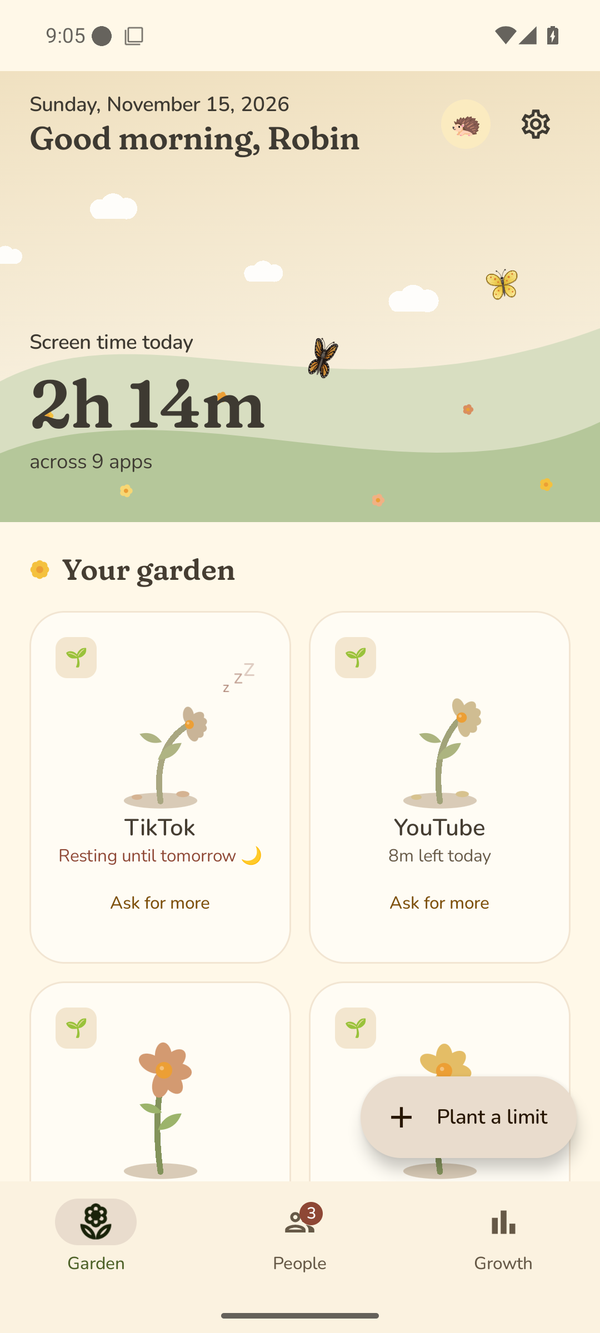 9:05
Sunday, November 15, 2026
Good morning, Robin
Screen time today
2h 14m
across 9 apps
Your garden
z z Z
TikTok
Resting until tomorrow 🌙
Ask for more
YouTube
8m left today
Ask for more
Plant a limit
3
Garden
People
Growth